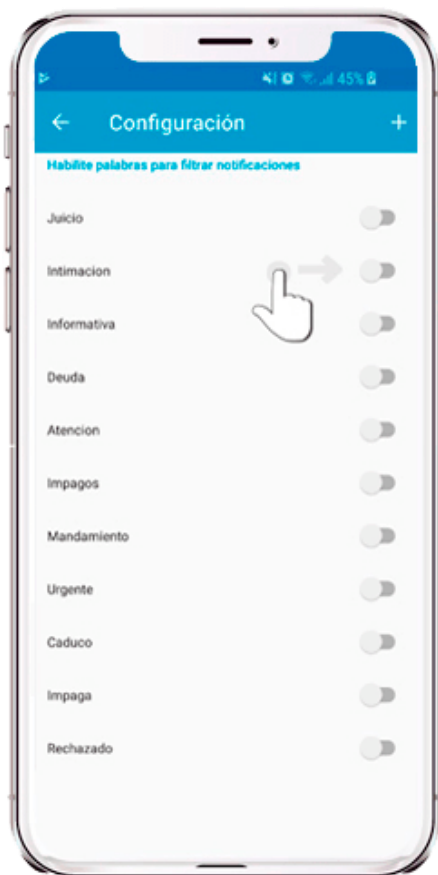 45%
Configuración
Habilite palabras para filtrar notificaciones
Juicio
Intimacion
Informativa
Deuda
Atencion
Impagos
Mandamiento
Urgente
Caduco
Impaga
Rechazado